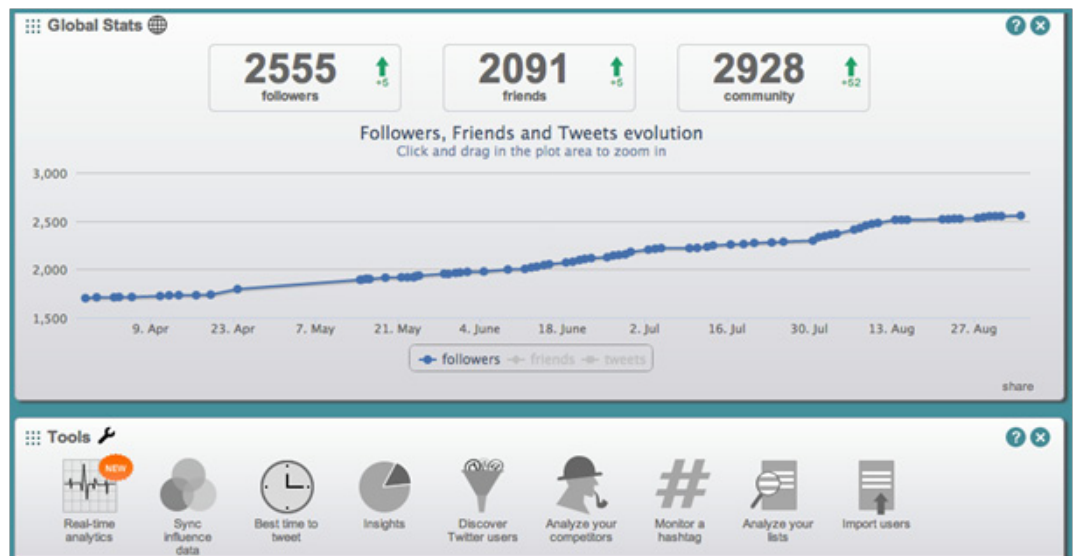 Global Stats
2555
followers
+5
2091
friends
+5
2928
community
+52
Followers, Friends and Tweets evolution
Click and drag in the plot area to zoom in
3,000
2,500
2,000
1,500
9. Apr 23. Apr 7. May 21. May 4. June 18. June 2. Jul 16. Jul 30. Jul 13. Aug 27. Aug
followers friends tweets
share
Tools
NEW
Real-time
analytics
Sync
influence
data
Best time to
tweet
Insights
Discover
Twitter users
Analyze your
competitors
Monitor a
hashtag
Analyze your
lists
Import users